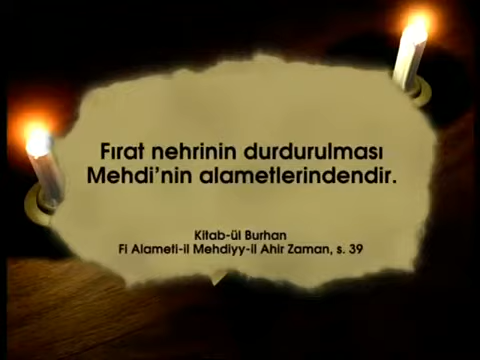 Fırat nehrinin durdurulması
Mehdi'nin alametlerindendir.
Kitab-ül Burhan
Fi Alameti-il Mehdiyy-il Ahir Zaman, s. 39